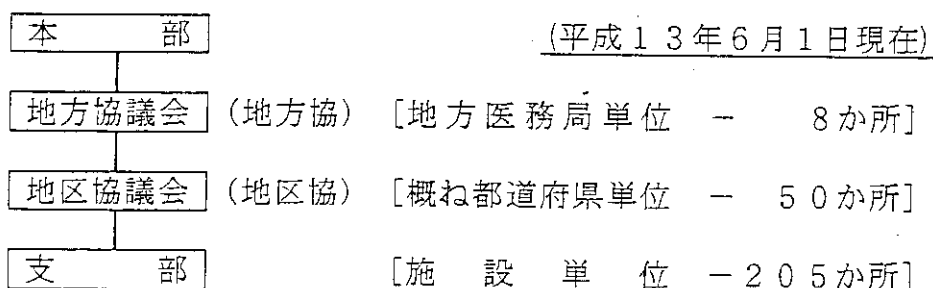 本　　部
(平成１３年６月１日現在)
地方協議会 (地方協) [地方医務局単位 － 8か所]
地区協議会 (地区協) [概ね都道府県単位 － 50か所]
支　　部 [施設単位 －205か所]